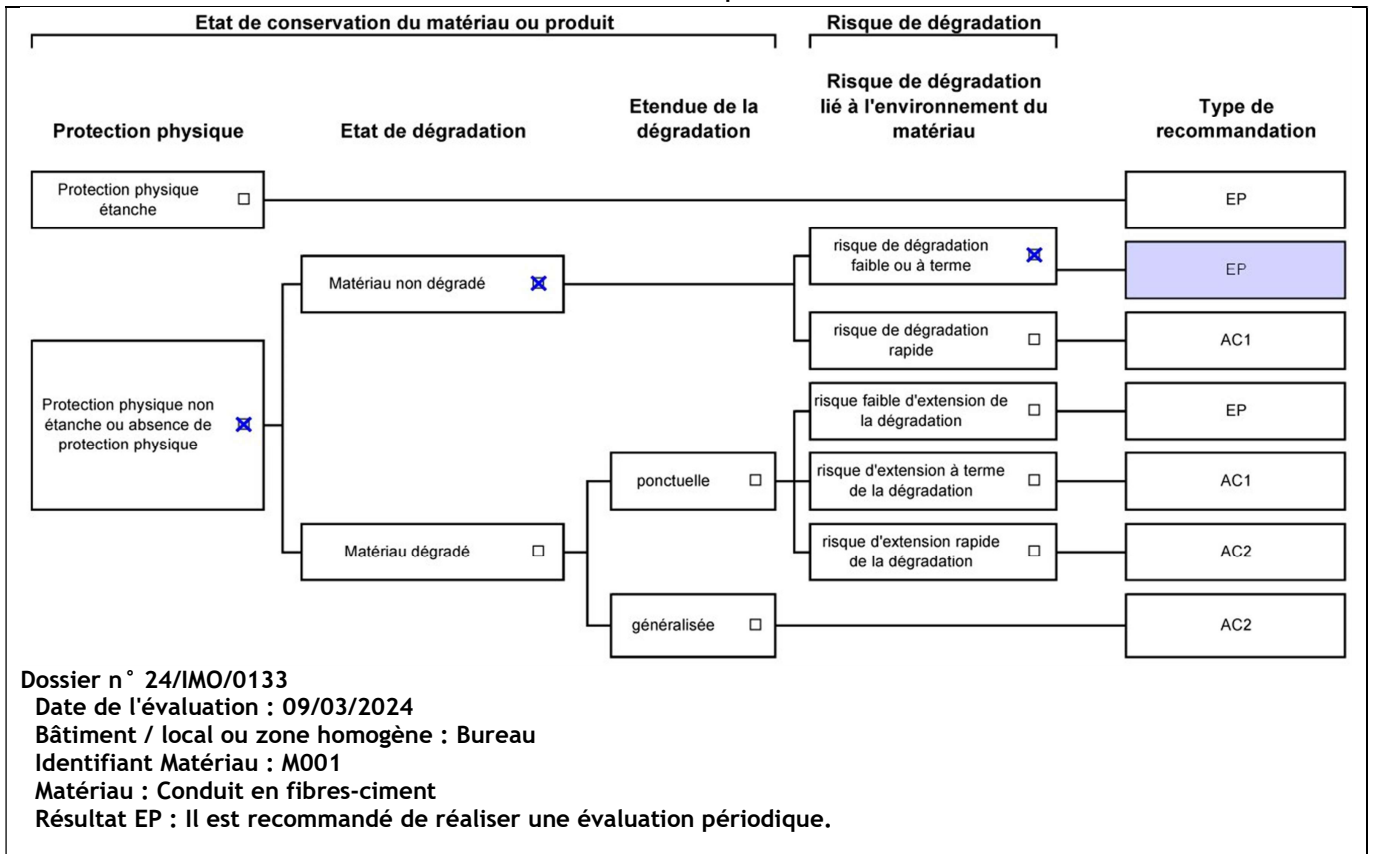 Etat de conservation du matériau ou produit
Risque de dégradation
Protection physique
Etat de dégradation
Etendue de la
dégradation
Risque de dégradation
lié à l'environnement du
matériau
Type de
recommandation
Protection physique
étanche
EP
Matériau non dégradé
risque de dégradation
faible ou à terme
EP
risque de dégradation
rapide
AC1
Protection physique non
étanche ou absence de
protection physique
risque faible d'extension de
la dégradation
EP
ponctuelle
risque d'extension à terme
de la dégradation
AC1
Matériau dégradé
risque d'extension rapide
de la dégradation
AC2
généralisée
AC2
Dossier n° 24/IMO/0133
Date de l'évaluation : 09/03/2024
Bâtiment / local ou zone homogène : Bureau
Identifiant Matériau : M001
Matériau : Conduit en fibres-ciment
Résultat EP : Il est recommandé de réaliser une évaluation périodique.